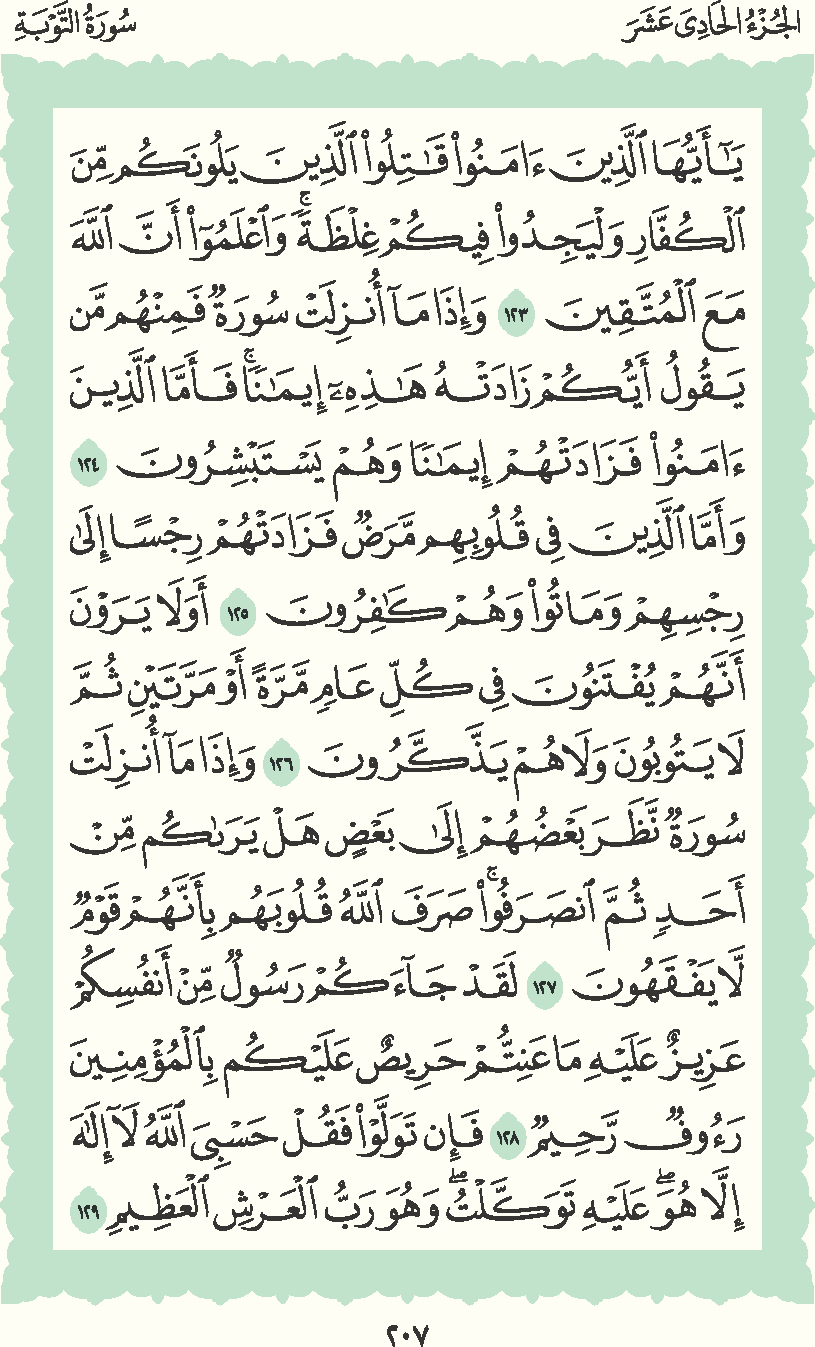 الجُزْءُ الحَادِىَ عَشَرَ
سُورَةُ التَّوْبَةِ
يَـٰٓأَيُّهَا ٱلَّذِينَ ءَامَنُوا۟ قَـٰتِلُوا۟ ٱلَّذِينَ يَلُونَكُم مِّنَ
ٱلْكُفَّارِ وَلْيَجِدُوا۟ فِيكُمْ غِلْظَةً ۚ وَٱعْلَمُوٓا۟ أَنَّ ٱللَّهَ
مَعَ ٱلْمُتَّقِينَ ١٢٣ وَإِذَا مَآ أُنزِلَتْ سُورَةٌ فَمِنْهُم مَّن
يَقُولُ أَيُّكُمْ زَادَتْهُ هَـٰذِهِۦٓ إِيمَـٰنًا ۚ فَأَمَّا ٱلَّذِينَ
ءَامَنُوا۟ فَزَادَتْهُمْ إِيمَـٰنًا وَهُمْ يَسْتَبْشِرُونَ ١٢٤
وَأَمَّا ٱلَّذِينَ فِى قُلُوبِهِم مَّرَضٌ فَزَادَتْهُمْ رِجْسًا إِلَىٰ
رِجْسِهِمْ وَمَاتُوا۟ وَهُمْ كَـٰفِرُونَ ١٢٥ أَوَلَا يَرَوْنَ
أَنَّهُمْ يُفْتَنُونَ فِى كُلِّ عَامٍ مَّرَّةً أَوْ مَرَّتَيْنِ ثُمَّ
لَا يَتُوبُونَ وَلَا هُمْ يَذَّكَّرُونَ ١٢٦ وَإِذَا مَآ أُنزِلَتْ
سُورَةٌ نَّظَرَ بَعْضُهُمْ إِلَىٰ بَعْضٍ هَلْ يَرَىٰكُم مِّنْ
أَحَدٍ ثُمَّ ٱنصَرَفُوا۟ ۚ صَرَفَ ٱللَّهُ قُلُوبَهُم بِأَنَّهُمْ قَوْمٌ
لَّا يَفْقَهُونَ ١٢٧ لَقَدْ جَآءَكُمْ رَسُولٌ مِّنْ أَنفُسِكُمْ
عَزِيزٌ عَلَيْهِ مَا عَنِتُّمْ حَرِيصٌ عَلَيْكُم بِٱلْمُؤْمِنِينَ
رَءُوفٌ رَّحِيمٌ ١٢٨ فَإِن تَوَلَّوْا۟ فَقُلْ حَسْبِىَ ٱللَّهُ لَآ إِلَـٰهَ
إِلَّا هُوَ ۖ عَلَيْهِ تَوَكَّلْتُ ۖ وَهُوَ رَبُّ ٱلْعَرْشِ ٱلْعَظِيمِ ١٢٩
٢٠٧